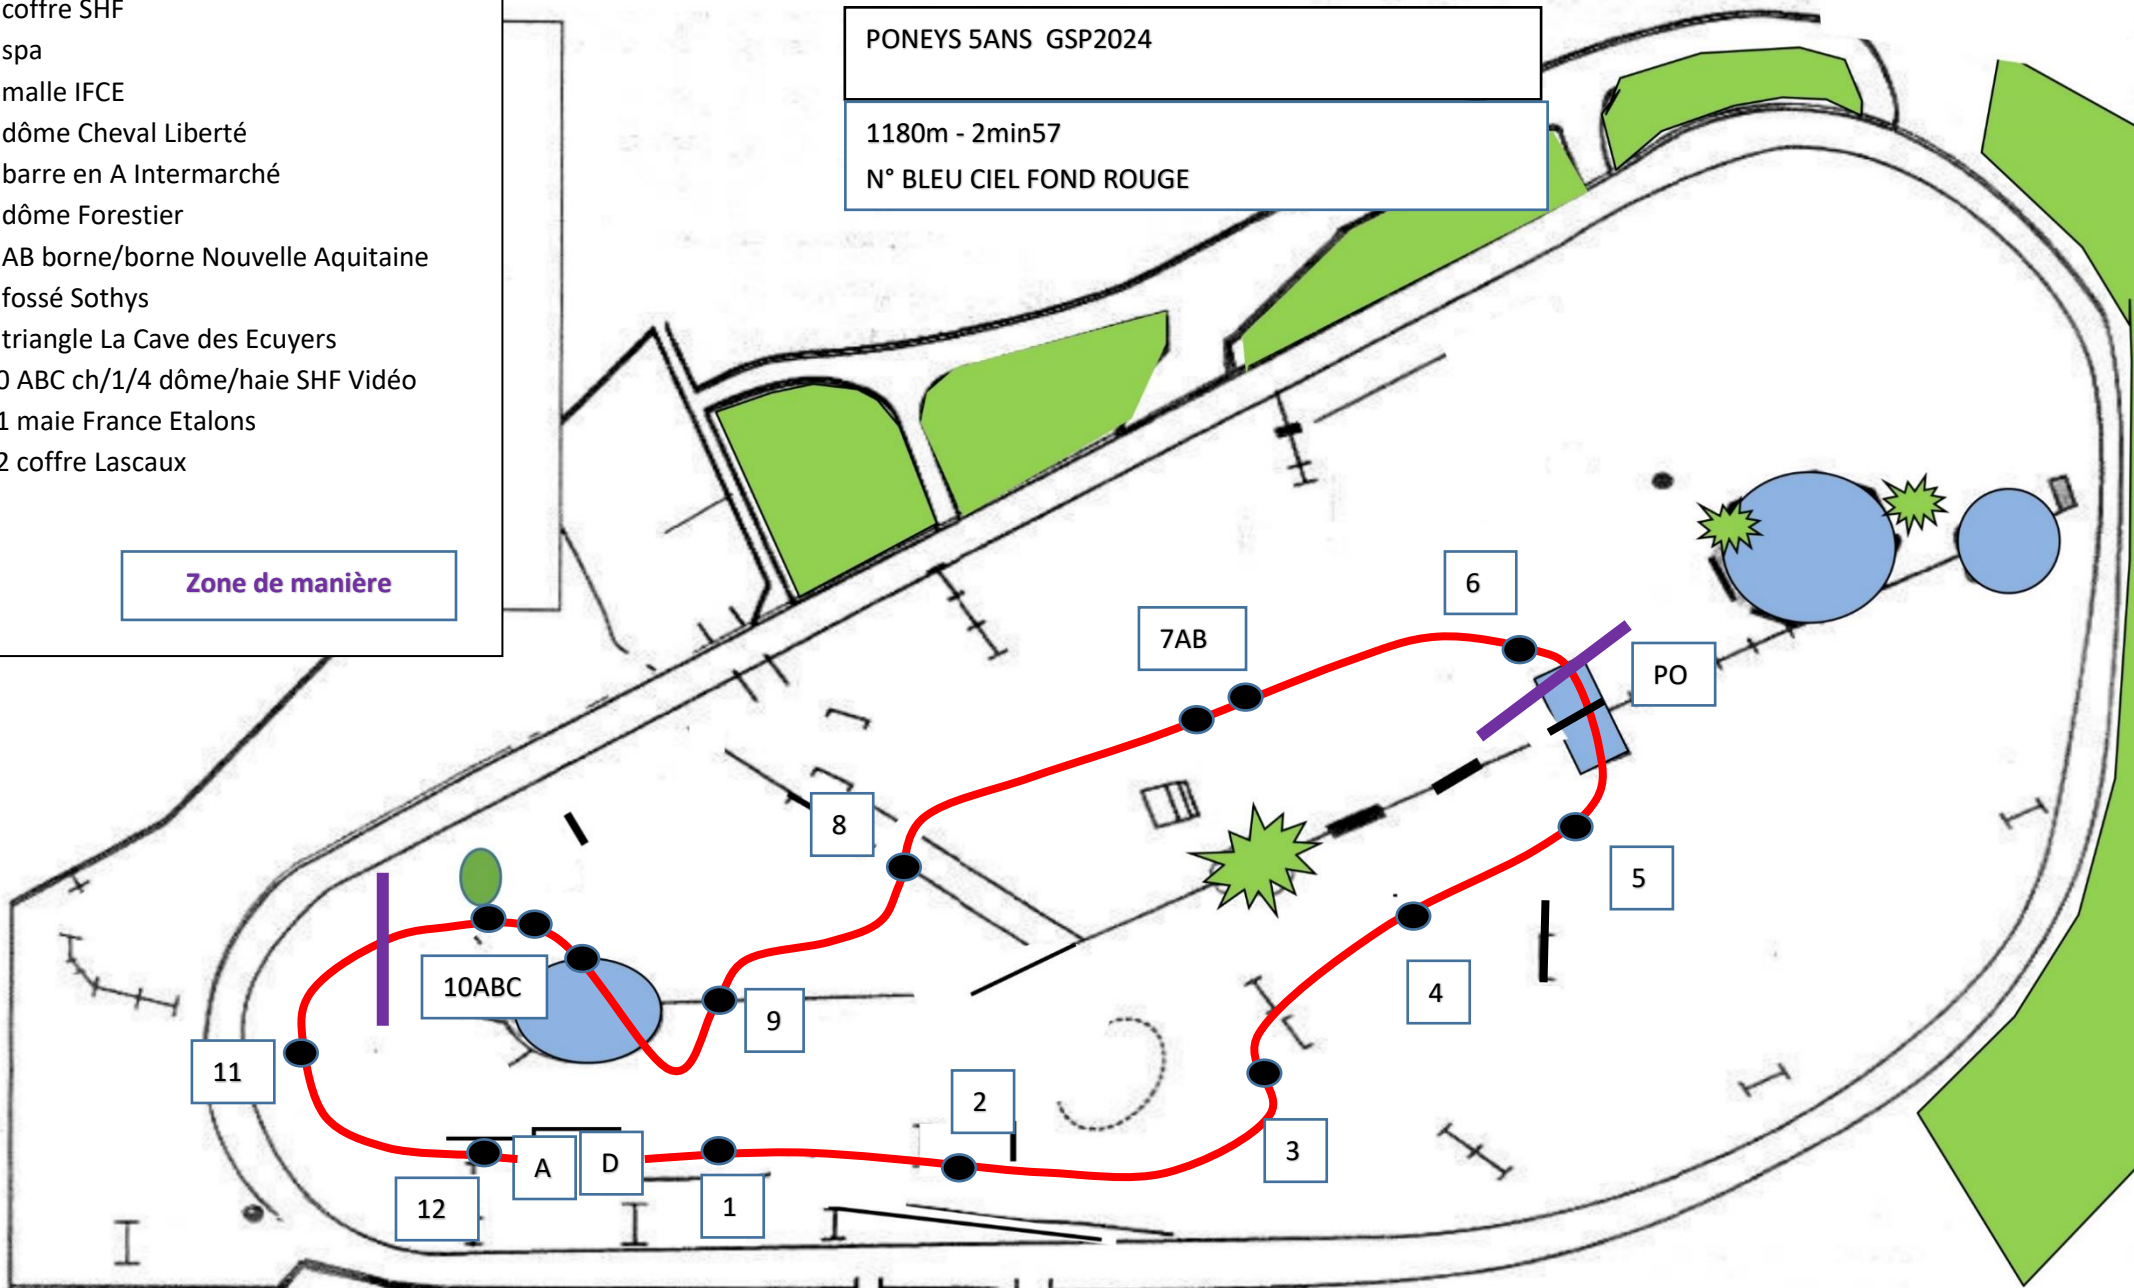 coffre SHF
spa
malle IFCE
dôme Cheval Liberté
barre en A Intermarché
dôme Forestier
AB borne/borne Nouvelle Aquitaine
fossé Sothys
triangle La Cave des Ecuyers
0 ABC ch/1/4 dôme/haie SHF Vidéo
1 maie France Etalons
2 coffre Lascaux
Zone de manière
PONEYS 5ANS GSP2024
1180m - 2min57
N° BLEU CIEL FOND ROUGE
6
7AB
PO
8
5
10ABC
4
9
11
2
3
A
D
12
1